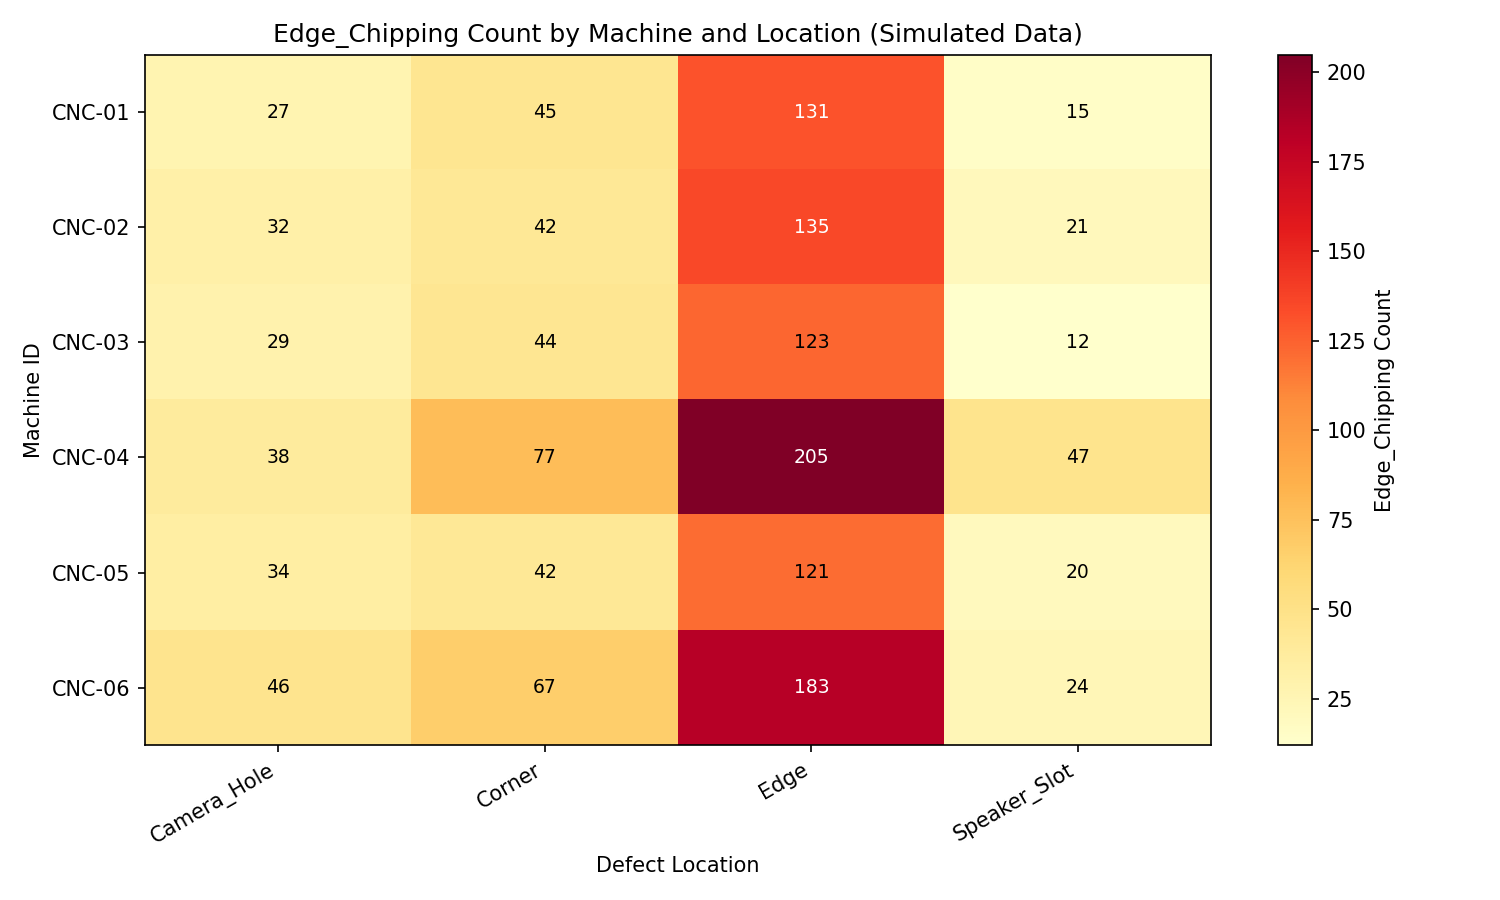 Edge_Chipping Count by Machine and Location (Simulated Data)
CNC-01 27 45 131 15
CNC-02 32 42 135 21
CNC-03 29 44 123 12
CNC-04 38 77 205 47
CNC-05 34 42 121 20
CNC-06 46 67 183 24
Machine ID
Camera_Hole Corner Edge Speaker_Slot
Defect Location
200
175
150
125
100
75
50
25
Edge_Chipping Count